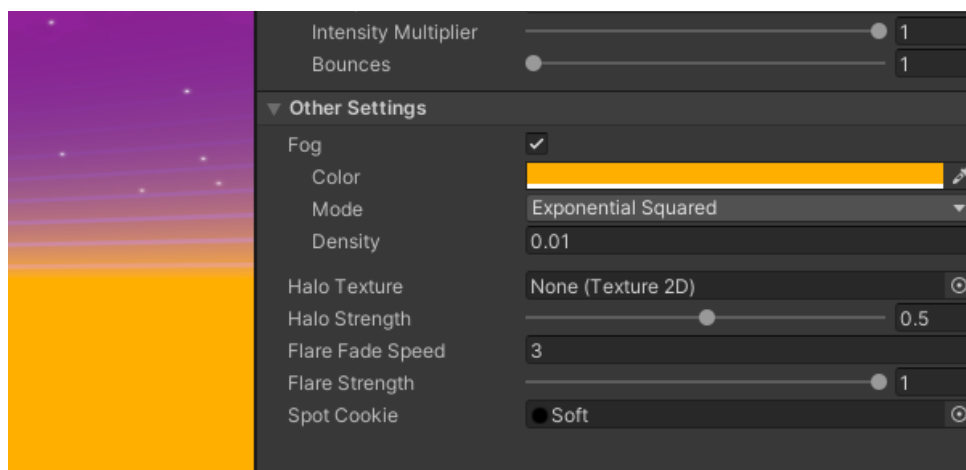 Intensity Multiplier 1
Bounces 1
Other Settings
Fog
Color
Mode Exponential Squared
Density 0.01
Halo Texture None (Texture 2D)
Halo Strength 0.5
Flare Fade Speed 3
Flare Strength 1
Spot Cookie Soft